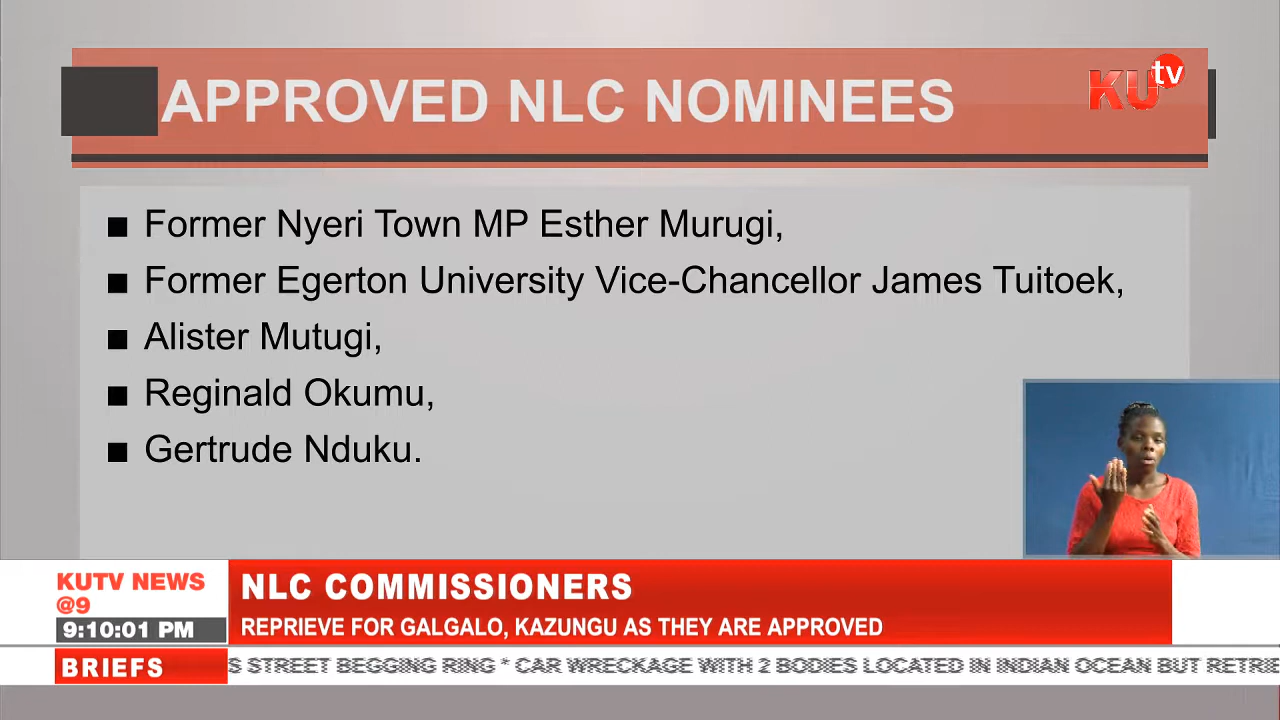 APPROVED NLC NOMINEES
KU tv
Former Nyeri Town MP Esther Murugi,
Former Egerton University Vice-Chancellor James Tuitoek,
Alister Mutugi,
Reginald Okumu,
Gertrude Nduku.
KUTV NEWS
@9
9:10:01 PM
NLC COMMISSIONERS
REPRIEVE FOR GALGALO, KAZUNGU AS THEY ARE APPROVED
BRIEFS
S STREET BEGGING RING * CAR WRECKAGE WITH 2 BODIES LOCATED IN INDIAN OCEAN BUT RETRIE